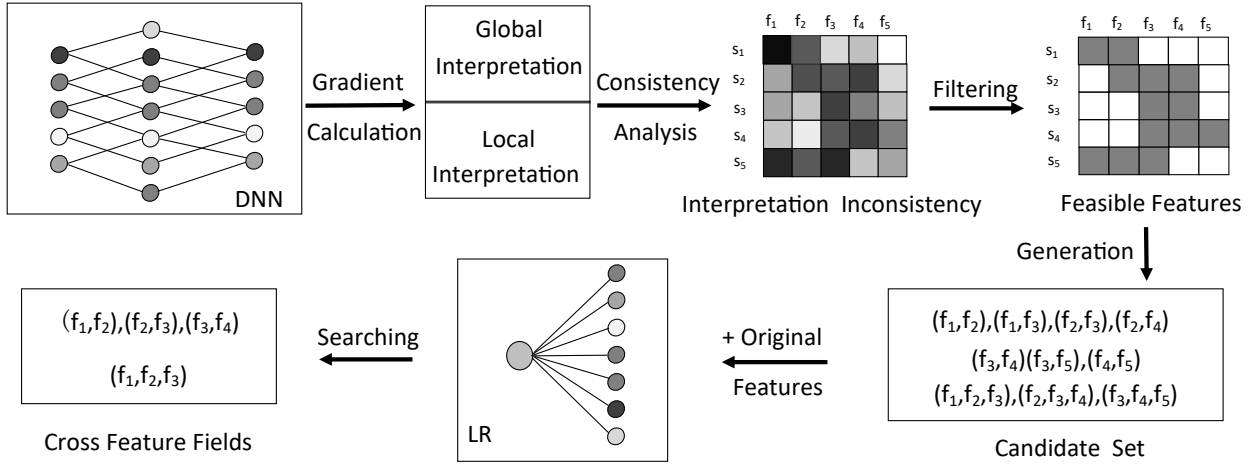 DNN
Gradient
Calculation
Global
Interpretation
Local
Interpretation
Consistency
Analysis
f₁ f₂ f₃ f₄ f₅
s₁
s₂
s₃
s₄
s₅
Interpretation Inconsistency
Filtering
f₁ f₂ f₃ f₄ f₅
s₁
s₂
s₃
s₄
s₅
Feasible Features
Generation
(f₁,f₂),(f₁,f₃),(f₂,f₃),(f₂,f₄)
(f₃,f₄)(f₃,f₅),(f₄,f₅)
(f₁,f₂,f₃),(f₂,f₃,f₄),(f₃,f₄,f₅)
Candidate Set
+ Original
Features
LR
Searching
（f₁,f₂),(f₂,f₃),(f₃,f₄)
(f₁,f₂,f₃)
Cross Feature Fields